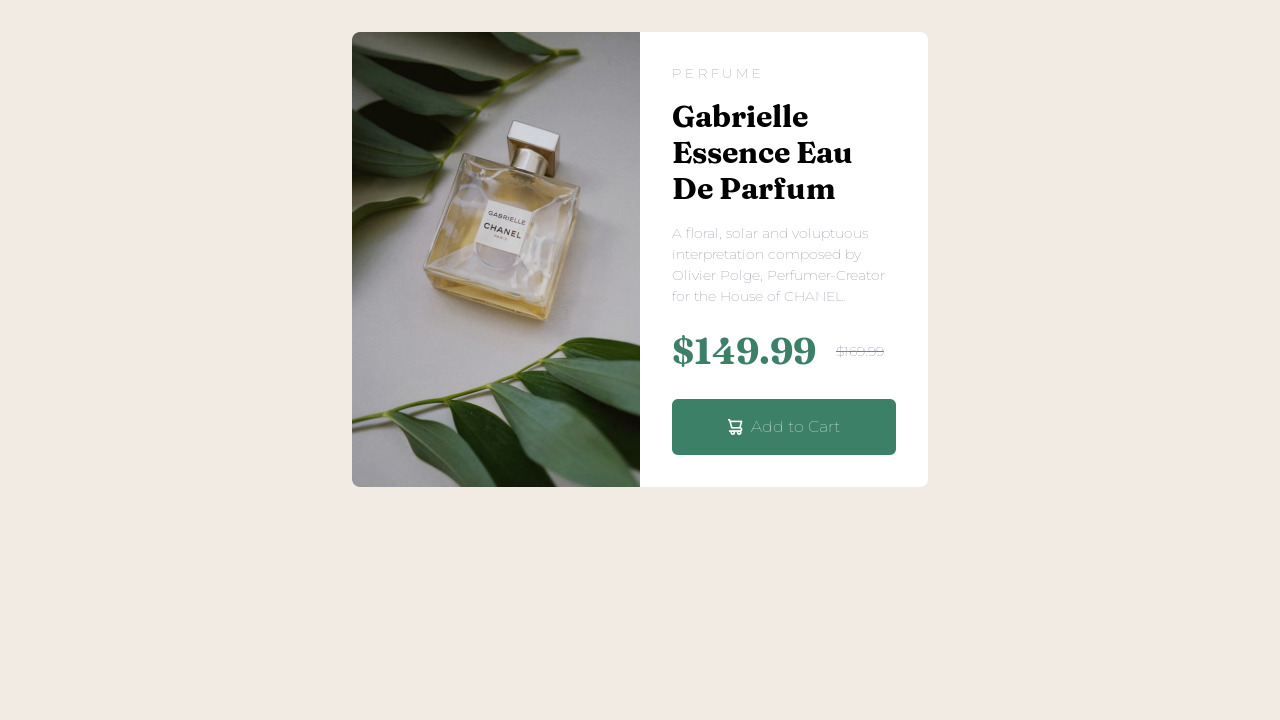 PERFUME
Gabrielle
Essence Eau
De Parfum
A floral, solar and voluptuous
interpretation composed by
Olivier Polge, Perfumer-Creator
for the House of CHANEL.
$149.99 $169.99
Add to Cart
GABRIELLE
CHANEL
PARIS